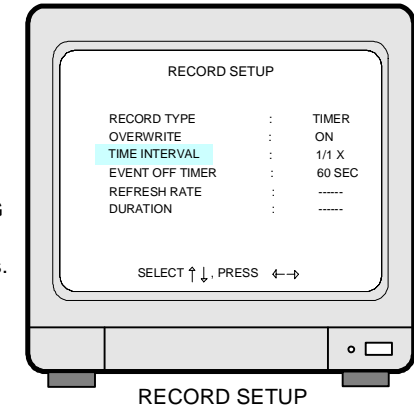 RECORD SETUP
RECORD TYPE : TIMER
OVERWRITE : ON
TIME INTERVAL : 1/1 X
EVENT OFF TIMER : 60 SEC
REFRESH RATE : ------
DURATION : ------
G
s.
SELECT ↑↓, PRESS ←→
RECORD SETUP